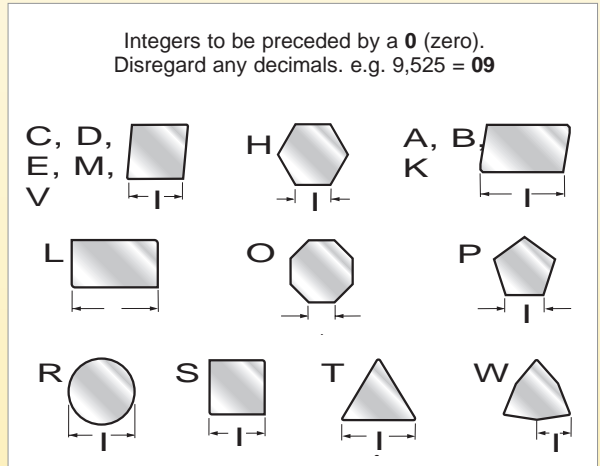 Integers to be preceded by a 0 (zero).
Disregard any decimals. e.g. 9,525 = 09
C, D,
E, M,
V
l
H
l
A, B,
K
l
L
O
P
l
R
l
S
l
T
l
W
l